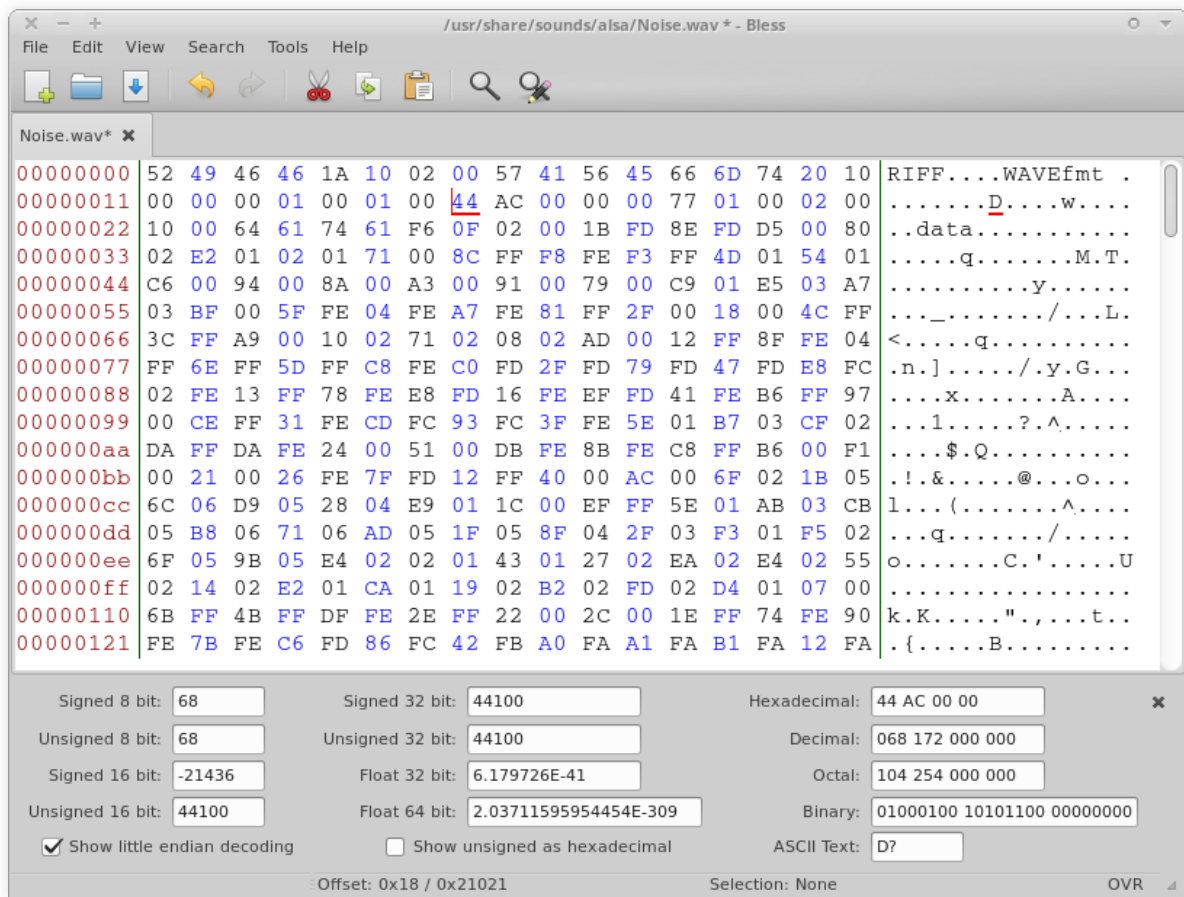 /usr/share/sounds/alsa/Noise.wav * - Bless
File Edit View Search Tools Help
Noise.wav*
00000000 52 49 46 46 1A 10 02 00 57 41 56 45 66 6D 74 20 10 RIFF....WAVEfmt .
00000011 00 00 00 01 00 01 00 44 AC 00 00 00 77 01 00 02 00 .......D....w....
00000022 10 00 64 61 74 61 F6 0F 02 00 1B FD 8E FD D5 00 80 ..data...........
00000033 02 E2 01 02 01 71 00 8C FF F8 FE F3 FF 4D 01 54 01 .....q.......M.T.
00000044 C6 00 94 00 8A 00 A3 00 91 00 79 00 C9 01 E5 03 A7 ..........y......
00000055 03 BF 00 5F FE 04 FE A7 FE 81 FF 2F 00 18 00 4C FF ..._......./...L.
00000066 3C FF A9 00 10 02 71 02 08 02 AD 00 12 FF 8F FE 04 <.....q..........
00000077 FF 6E FF 5D FF C8 FE C0 FD 2F FD 79 FD 47 FD E8 FC .n.]...../.y.G...
00000088 02 FE 13 FF 78 FE E8 FD 16 FE EF FD 41 FE B6 FF 97 ....x.......A....
00000099 00 CE FF 31 FE CD FC 93 FC 3F FE 5E 01 B7 03 CF 02 ...1.....?.^.....
000000aa DA FF DA FE 24 00 51 00 DB FE 8B FE C8 FF B6 00 F1 ....$.Q..........
000000bb 00 21 00 26 FE 7F FD 12 FF 40 00 AC 00 6F 02 1B 05 .!.&.....@...o...
000000cc 6C 06 D9 05 28 04 E9 01 1C 00 EF FF 5E 01 AB 03 CB l...(.......^....
000000dd 05 B8 06 71 06 AD 05 1F 05 8F 04 2F 03 F3 01 F5 02 ...q......./.....
000000ee 6F 05 9B 05 E4 02 02 01 43 01 27 02 EA 02 E4 02 55 o.......C.'.....U
000000ff 02 14 02 E2 01 CA 01 19 02 B2 02 FD 02 D4 01 07 00 .................
00000110 6B FF 4B FF DF FE 2E FF 22 00 2C 00 1E FF 74 FE 90 k.K.....".,...t..
00000121 FE 7B FE C6 FD 86 FC 42 FB A0 FA A1 FA B1 FA 12 FA .{.....B.........
Signed 8 bit: 68 Signed 32 bit: 44100 Hexadecimal: 44 AC 00 00
Unsigned 8 bit: 68 Unsigned 32 bit: 44100 Decimal: 068 172 000 000
Signed 16 bit: -21436 Float 32 bit: 6.179726E-41 Octal: 104 254 000 000
Unsigned 16 bit: 44100 Float 64 bit: 2.03711595954454E-309 Binary: 01000100 10101100 00000000
Show little endian decoding Show unsigned as hexadecimal ASCII Text: D?
Offset: 0x18 / 0x21021 Selection: None OVR